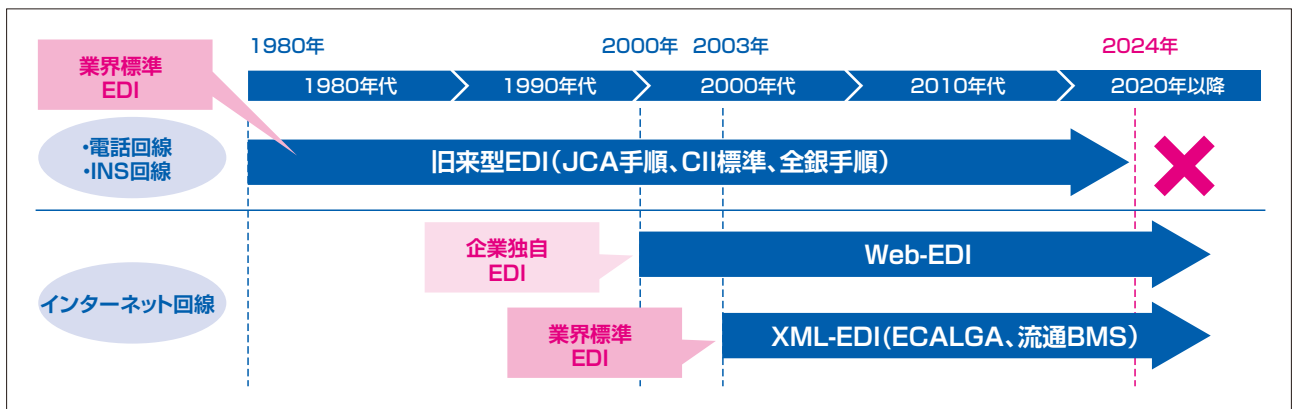 1980年
2000年
2003年
2024年
業界標準
EDI
1980年代
1990年代
2000年代
2010年代
2020年以降
・電話回線
・INS回線
旧来型EDI(JCA手順、CII標準、全銀手順)
企業独自
EDI
Web-EDI
インターネット回線
業界標準
EDI
XML-EDI(ECALGA、流通BMS)